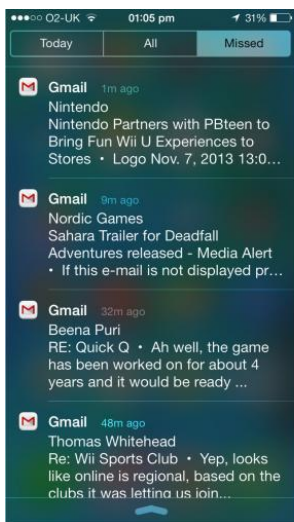 O2-UK 01:05 pm 31%
Today All Missed
Gmail 1m ago
Nintendo
Nintendo Partners with PBteen to
Bring Fun Wii U Experiences to
Stores • Logo Nov. 7, 2013 13:0...
Gmail 9m ago
Nordic Games
Sahara Trailer for Deadfall
Adventures released - Media Alert
• If this e-mail is not displayed pr...
Gmail 32m ago
Beena Puri
RE: Quick Q • Ah well, the game
has been worked on for about 4
years and it would be ready ...
Gmail 48m ago
Thomas Whitehead
Re: Wii Sports Club • Yep, looks
like online is regional, based on the
clubs it was letting us join...